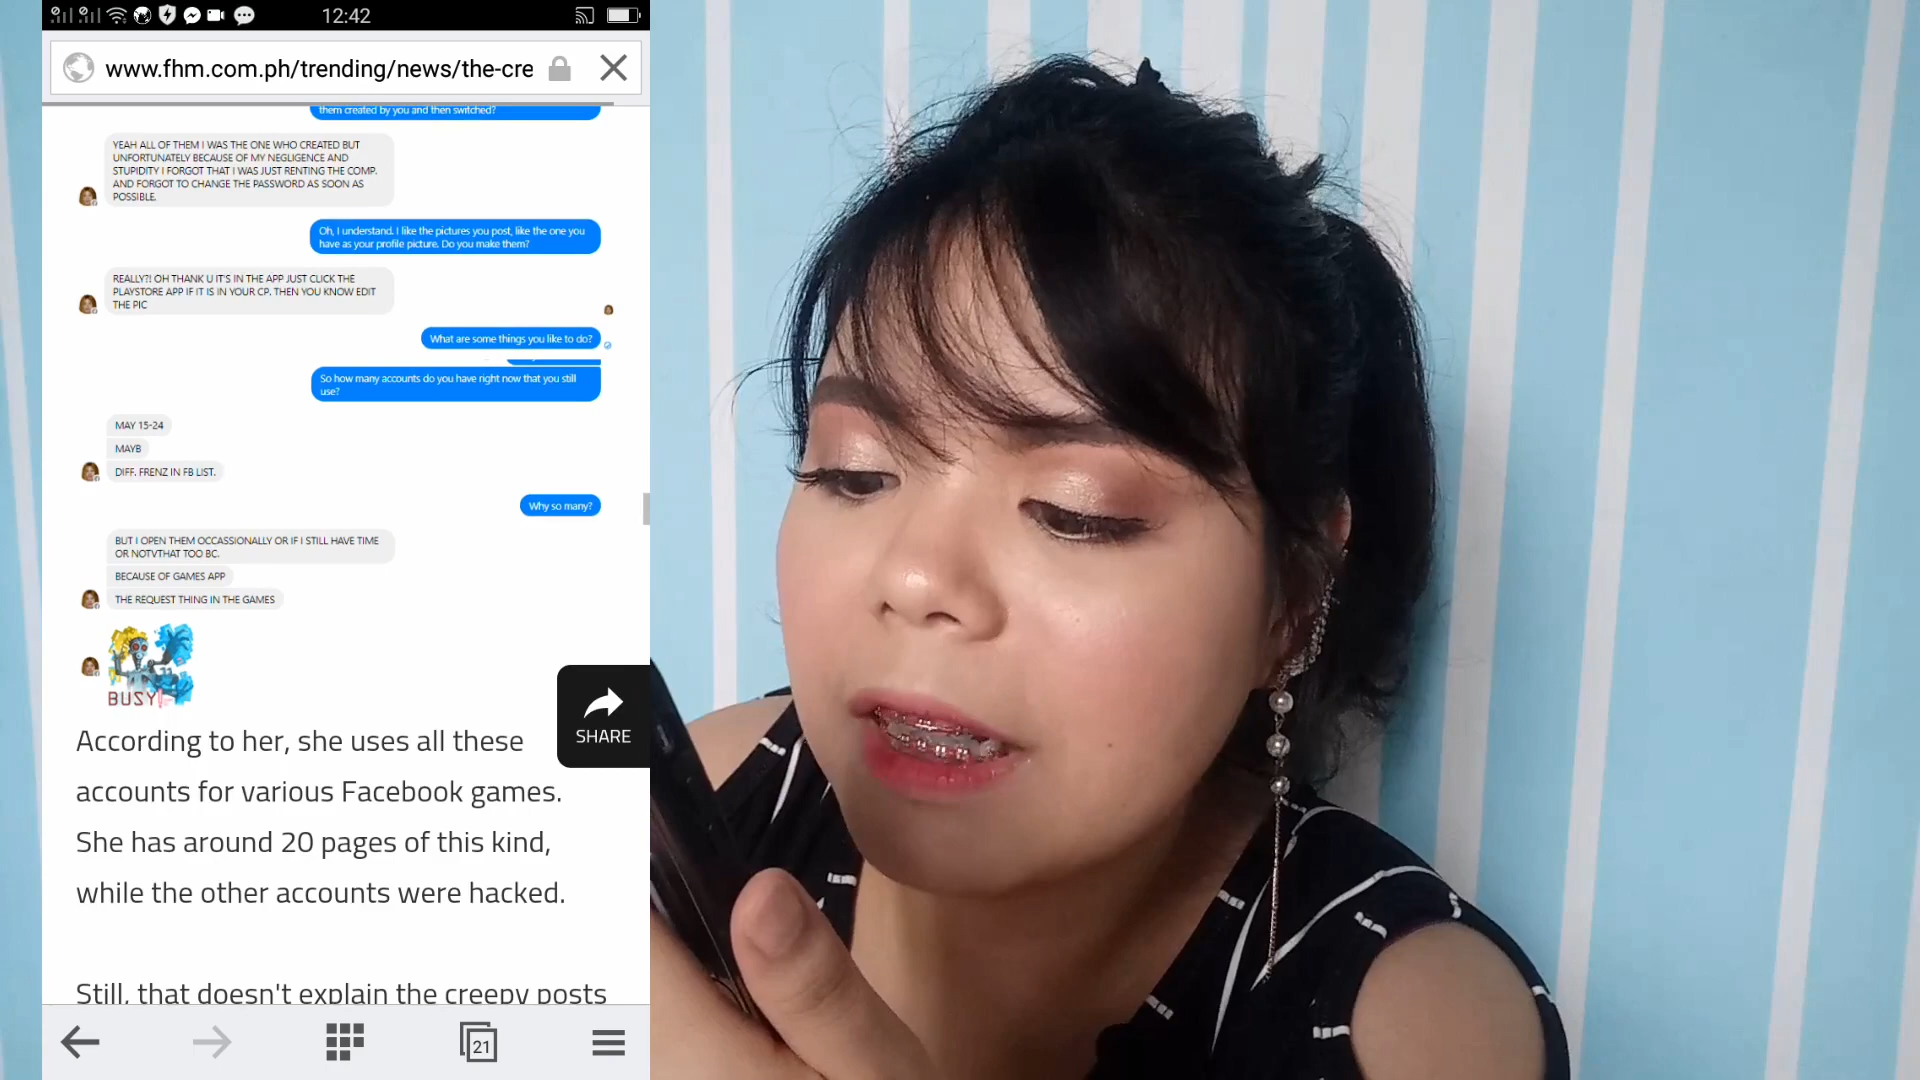 12:42
www.fhm.com.ph/trending/news/the-cre
them created by you and then switched?
YEAH ALL OF THEM I WAS THE ONE WHO CREATED BUT
UNFORTUNATELY BECAUSE OF MY NEGLIGENCE AND
STUPIDITY I FORGOT THAT I WAS JUST RENTING THE COMP.
AND FORGOT TO CHANGE THE PASSWORD AS SOON AS
POSSIBLE.
Oh, I understand. I like the pictures you post, like the one you
have as your profile picture. Do you make them?
REALLY?! OH THANK U IT'S IN THE APP JUST CLICK THE
PLAYSTORE APP IF IT IS IN YOUR CP. THEN YOU KNOW EDIT
THE PIC
What are some things you like to do?
So how many accounts do you have right now that you still
use?
MAY 15-24
MAYB
DIFF. FRENZ IN FB LIST.
Why so many?
BUT I OPEN THEM OCCASSIONALLY OR IF I STILL HAVE TIME
OR NOTVTHAT TOO BC.
BECAUSE OF GAMES APP
THE REQUEST THING IN THE GAMES
BUSY!
SHARE
According to her, she uses all these
accounts for various Facebook games.
She has around 20 pages of this kind,
while the other accounts were hacked.
Still, that doesn't explain the creepy posts
21